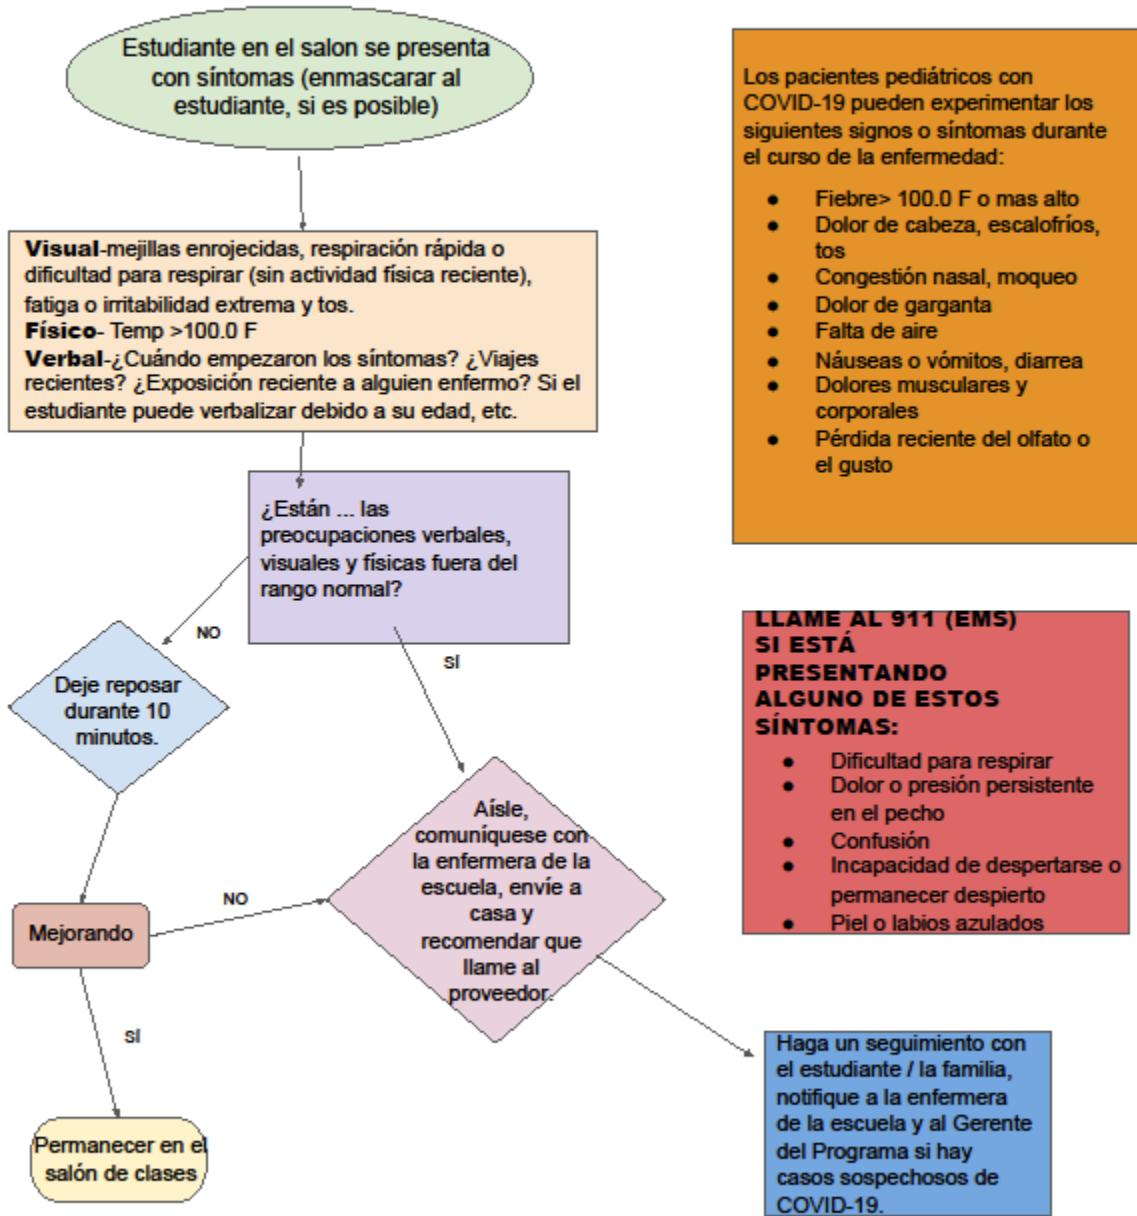 Estudiante en el salon se presenta
con síntomas (enmascarar al
estudiante, si es posible)
Visual-mejillas enrojecidas, respiración rápida o
dificultad para respirar (sin actividad física reciente),
fatiga o irritabilidad extrema y tos.
Físico- Temp >100.0 F
Verbal-¿Cuándo empezaron los síntomas? ¿Viajes
recientes? ¿Exposición reciente a alguien enfermo? Si el
estudiante puede verbalizar debido a su edad, etc.
¿Están ... las
preocupaciones verbales,
visuales y físicas fuera del
rango normal?
NO
SÍ
Deje reposar
durante 10
minutos.
Mejorando
NO
SÍ
Permanecer en el
salón de clases
Aísle,
comuníquese con
la enfermera de la
escuela, envíe a
casa y
recomendar que
llame al
proveedor.
Haga un seguimiento con
el estudiante / la familia,
notifique a la enfermera
de la escuela y al Gerente
del Programa si hay
casos sospechosos de
COVID-19.
Los pacientes pediátricos con
COVID-19 pueden experimentar los
siguientes signos o síntomas durante
el curso de la enfermedad:
● Fiebre> 100.0 F o mas alto
● Dolor de cabeza, escalofríos,
tos
● Congestión nasal, moqueo
● Dolor de garganta
● Falta de aire
● Náuseas o vómitos, diarrea
● Dolores musculares y
corporales
● Pérdida reciente del olfato o
el gusto
LLAME AL 911 (EMS)
SI ESTÁ
PRESENTANDO
ALGUNO DE ESTOS
SÍNTOMAS:
● Dificultad para respirar
● Dolor o presión persistente
en el pecho
● Confusión
● Incapacidad de despertarse o
permanecer despierto
● Piel o labios azulados